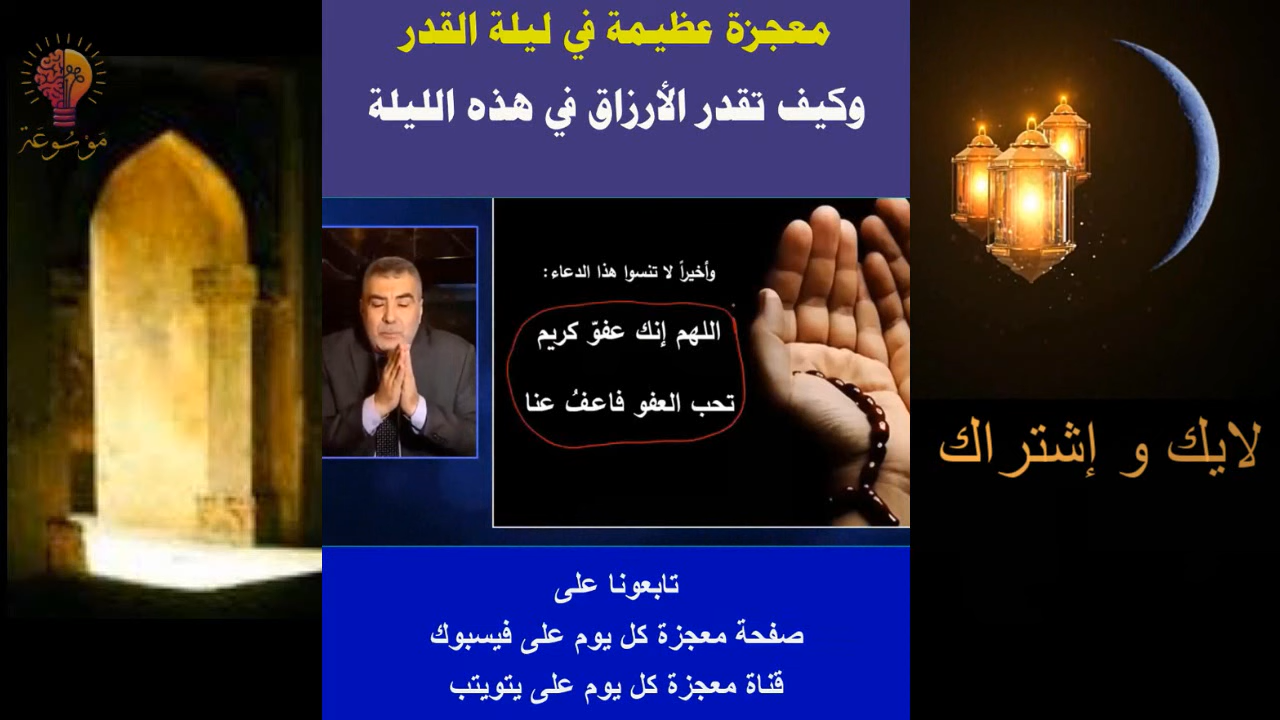 معجزة عظيمة في ليلة القدر
وكيف تقدر الأرزاق في هذه الليلة
مَوْسُوعَة
وأخيراً لا تنسوا هذا الدعاء:
اللهم إنك عفوّ كريم
تحب العفو فاعفُ عنا
لايك و إشتراك
تابعونا على
صفحة معجزة كل يوم على فيسبوك
قناة معجزة كل يوم على يتويتب